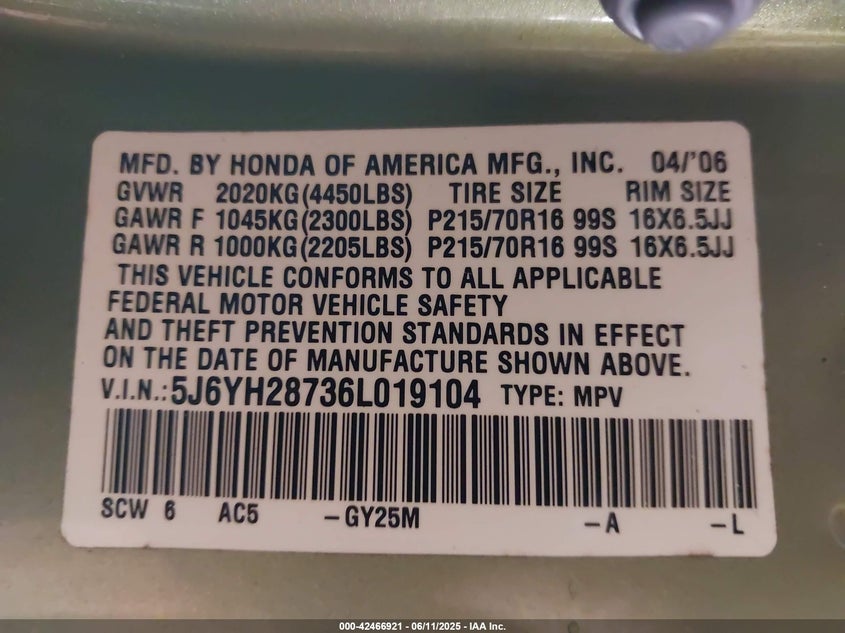 MFD. BY HONDA OF AMERICA MFG., INC. 04/'06
GVWR 2020KG(4450LBS) TIRE SIZE RIM SIZE
GAWR F 1045KG(2300LBS) P215/70R16 99S 16X6.5JJ
GAWR R 1000KG(2205LBS) P215/70R16 99S 16X6.5JJ
THIS VEHICLE CONFORMS TO ALL APPLICABLE
FEDERAL MOTOR VEHICLE SAFETY
AND THEFT PREVENTION STANDARDS IN EFFECT
ON THE DATE OF MANUFACTURE SHOWN ABOVE.
V.I.N.:5J6YH28736L019104 TYPE: MPV
SCW 6 AC5 -GY25M -A -L
000-42466921 - 06/11/2025 - IAA Inc.